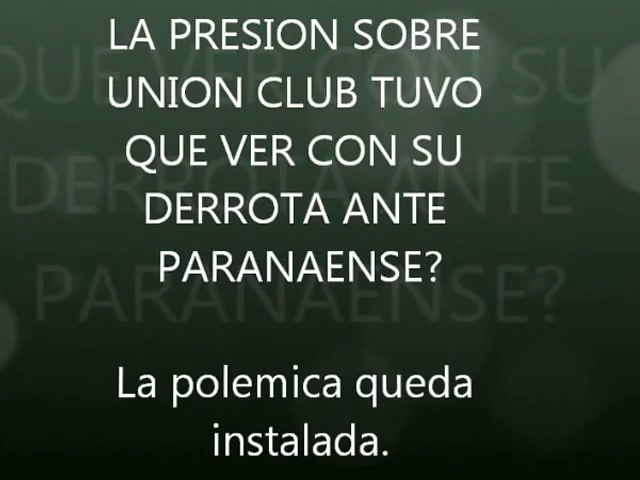 LA PRESION SOBRE
UNION CLUB TUVO
QUE VER CON SU
DERROTA ANTE
PARANAENSE?
La polemica queda
instalada.